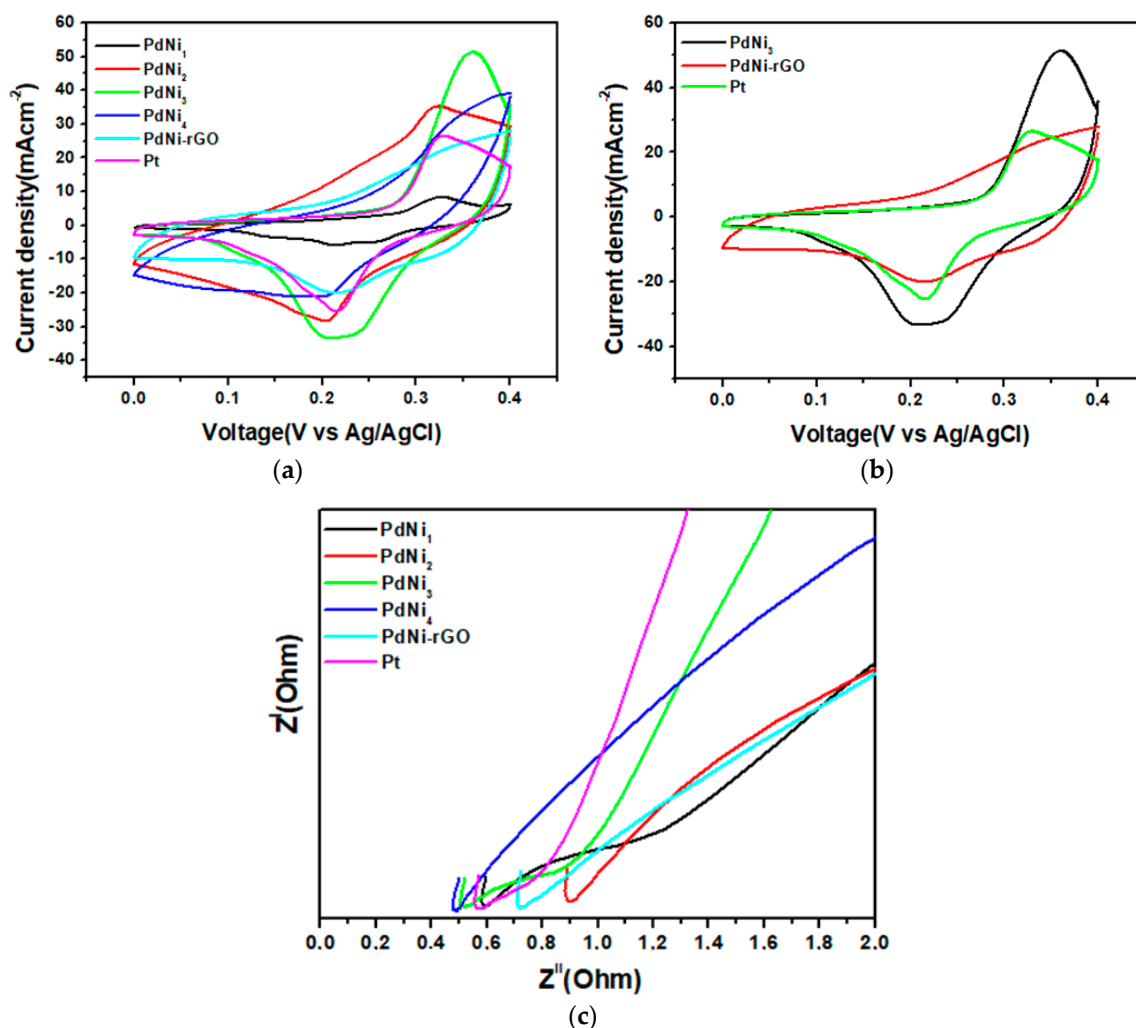 60
50
40
30
20
10
0
-10
-20
-30
-40
Current density(mAcm⁻²)
PdNi₁
PdNi₂
PdNi₃
PdNi₄
PdNi-rGO
Pt
0.0 0.1 0.2 0.3 0.4
Voltage(V vs Ag/AgCl)
(a)
60
40
20
0
-20
-40
Current density(mAcm⁻²)
PdNi₃
PdNi-rGO
Pt
0.0 0.1 0.2 0.3 0.4
Voltage(V vs Ag/AgCl)
(b)
Zᴵ(Ohm)
PdNi₁
PdNi₂
PdNi₃
PdNi₄
PdNi-rGO
Pt
0.0 0.2 0.4 0.6 0.8 1.0 1.2 1.4 1.6 1.8 2.0
Zᴵᴵ(Ohm)
(c)